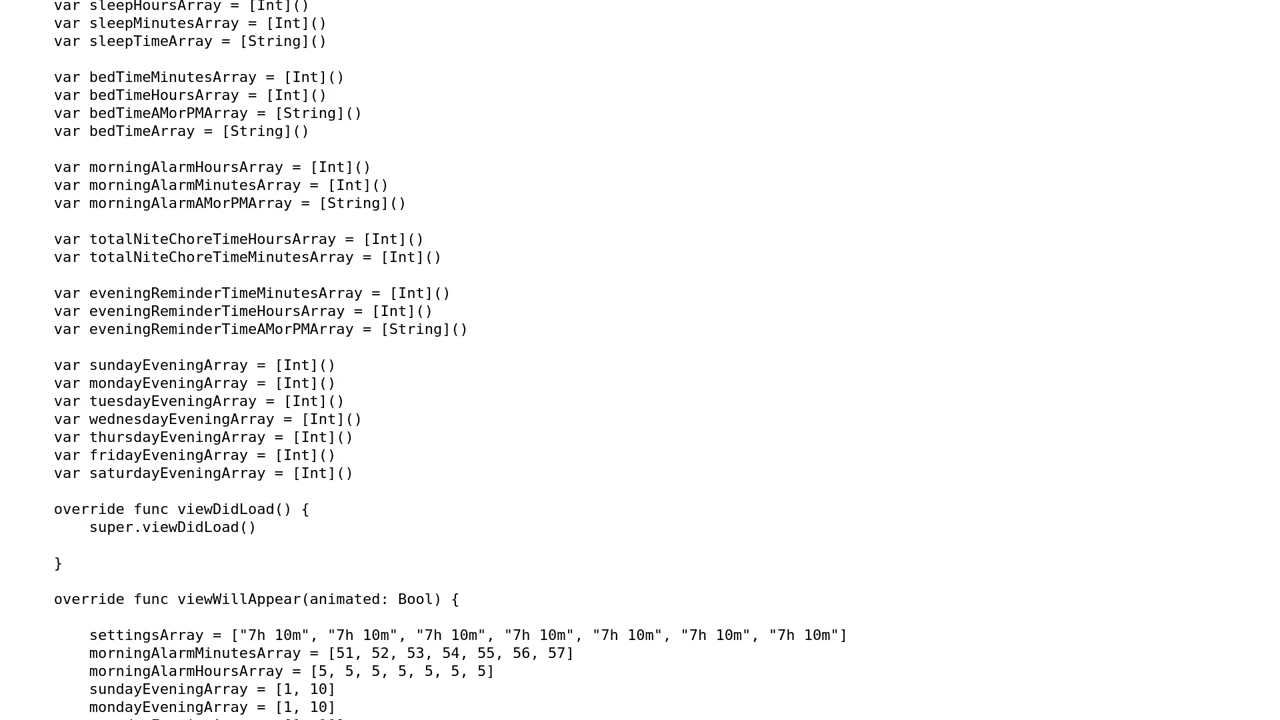 var sleepHoursArray = [Int]()
var sleepMinutesArray = [Int]()
var sleepTimeArray = [String]()
var bedTimeMinutesArray = [Int]()
var bedTimeHoursArray = [Int]()
var bedTimeAMorPMArray = [String]()
var bedTimeArray = [String]()
var morningAlarmHoursArray = [Int]()
var morningAlarmMinutesArray = [Int]()
var morningAlarmAMorPMArray = [String]()
var totalNiteChoreTimeHoursArray = [Int]()
var totalNiteChoreTimeMinutesArray = [Int]()
var eveningReminderTimeMinutesArray = [Int]()
var eveningReminderTimeHoursArray = [Int]()
var eveningReminderTimeAMorPMArray = [String]()
var sundayEveningArray = [Int]()
var mondayEveningArray = [Int]()
var tuesdayEveningArray = [Int]()
var wednesdayEveningArray = [Int]()
var thursdayEveningArray = [Int]()
var fridayEveningArray = [Int]()
var saturdayEveningArray = [Int]()
override func viewDidLoad() {
super.viewDidLoad()
}
override func viewWillAppear(animated: Bool) {
settingsArray = ["7h 10m", "7h 10m", "7h 10m", "7h 10m", "7h 10m", "7h 10m", "7h 10m"]
morningAlarmMinutesArray = [51, 52, 53, 54, 55, 56, 57]
morningAlarmHoursArray = [5, 5, 5, 5, 5, 5, 5]
sundayEveningArray = [1, 10]
mondayEveningArray = [1, 10]